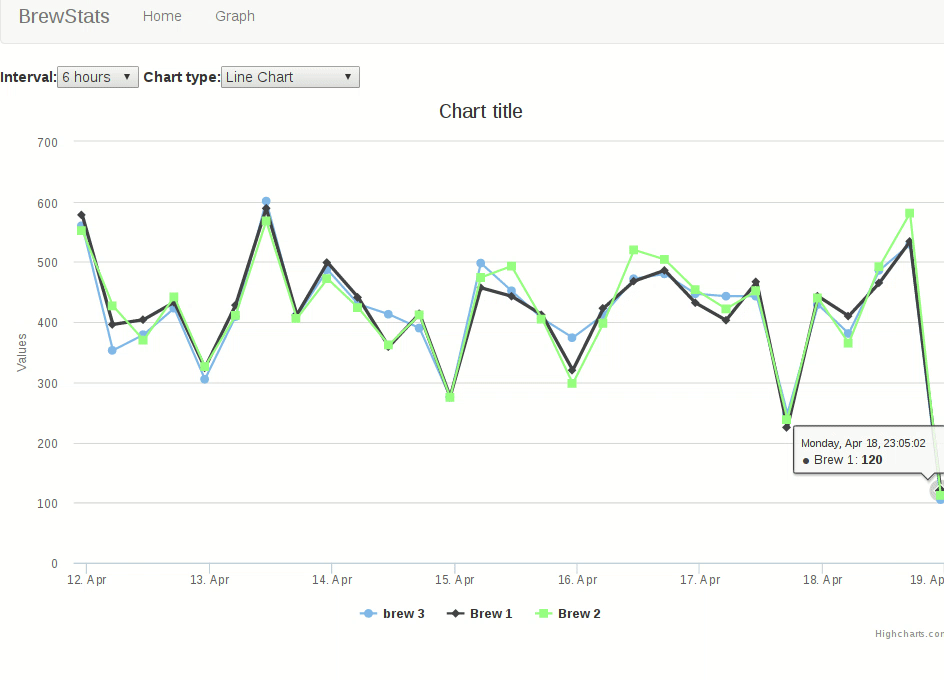 BrewStats Home Graph
Interval: 6 hours Chart type: Line Chart
Chart title
700
600
500
400
300
200
100
0
Values
Monday, Apr 18, 23:05:02
● Brew 1: 120
12. Apr 13. Apr 14. Apr 15. Apr 16. Apr 17. Apr 18. Apr 19. Ap
brew 3 Brew 1 Brew 2
Highcharts.com